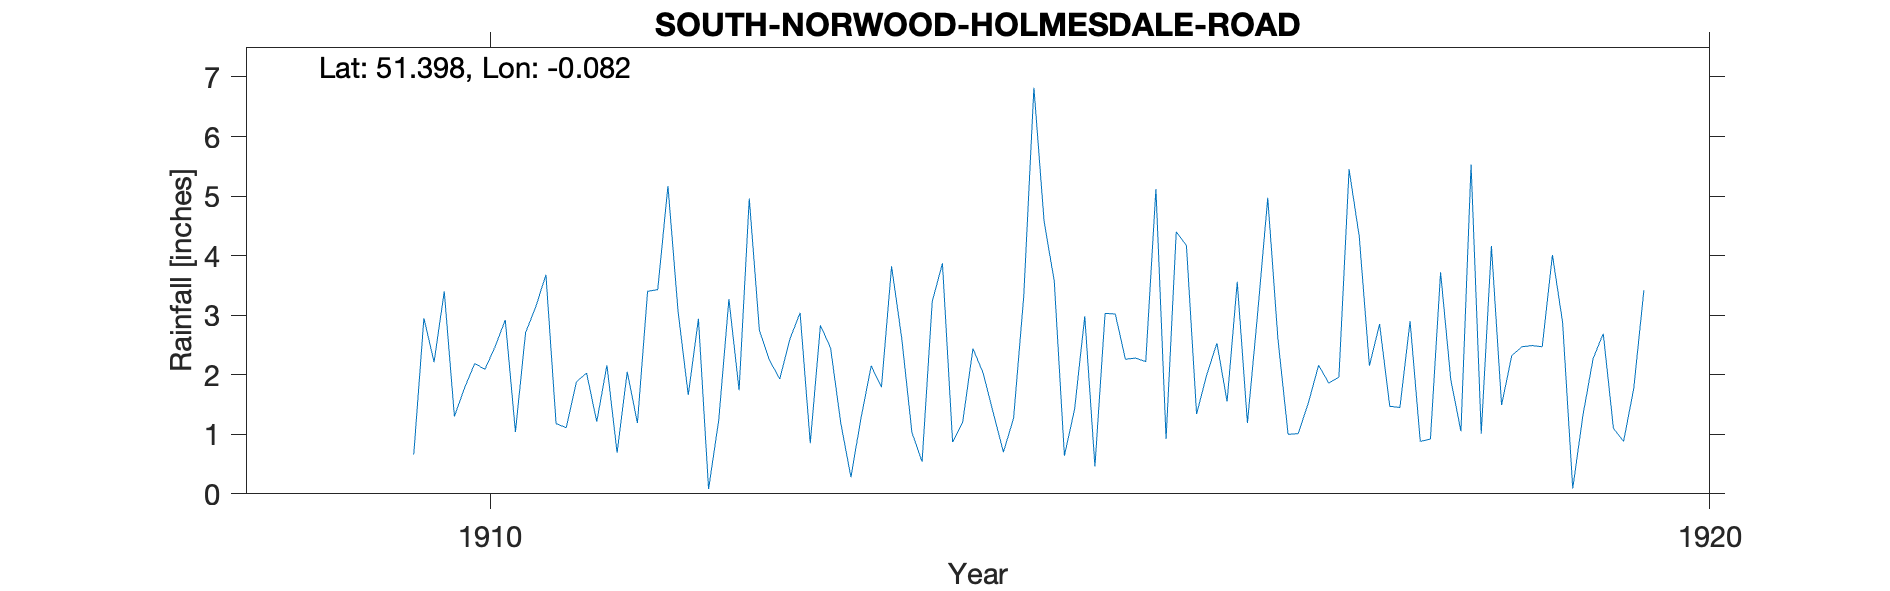 SOUTH-NORWOOD-HOLMESDALE-ROAD
Lat: 51.398, Lon: -0.082
7
6
5
4
3
2
1
0
Rainfall [inches]
1910
1920
Year